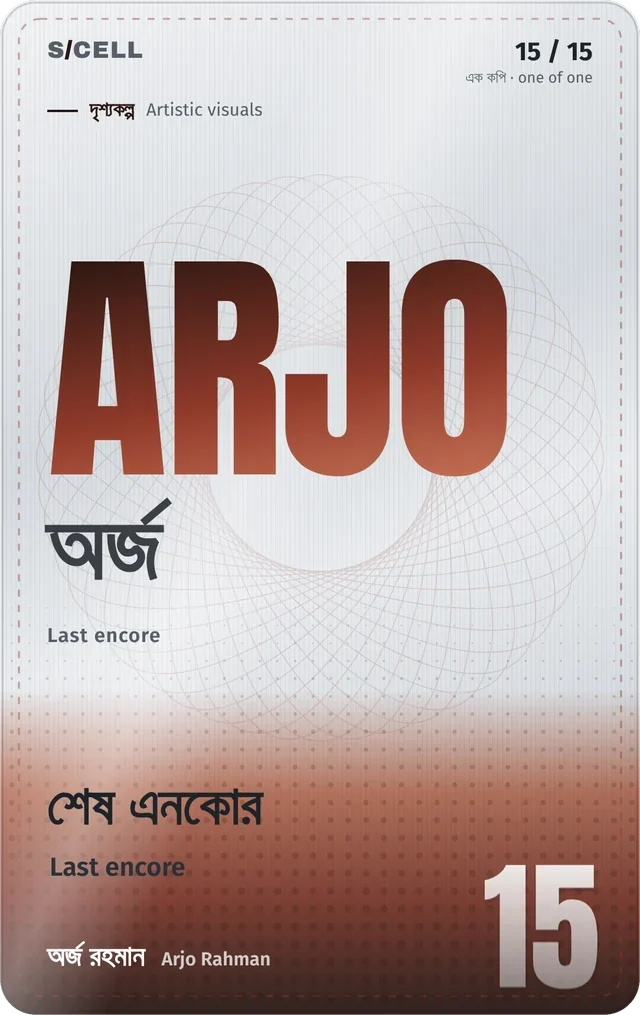 S/CELL
15 / 15
এক কপি · one of one
দৃশ্যকল্প Artistic visuals
ARJO
অর্জ
Last encore
শেষ এনকোর
Last encore
15
অর্জ রহমান Arjo Rahman